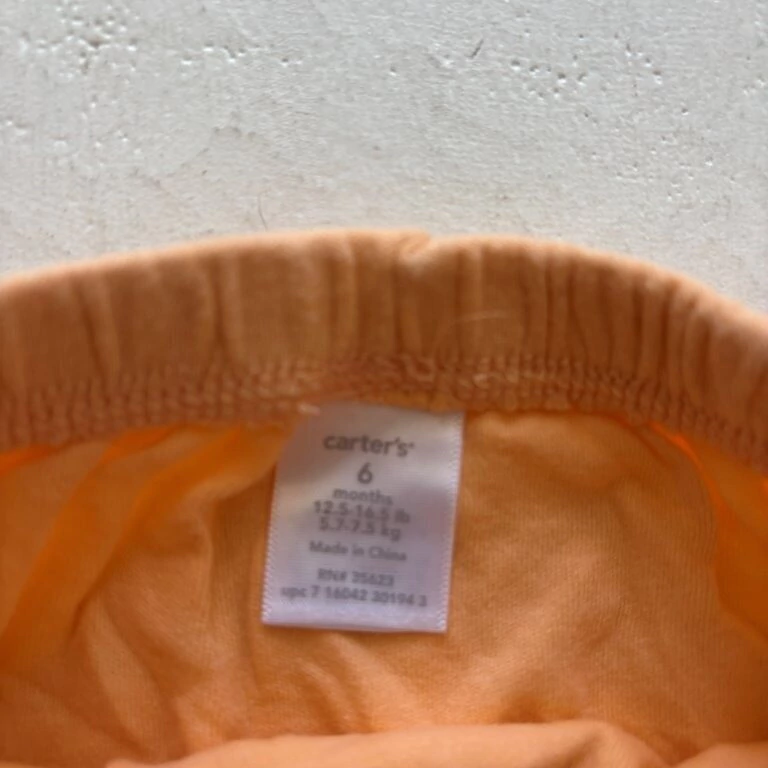 carter's
6
months
12.5-16.5 lb
5.7-7.5 kg
Made in China
RN# 35623
upc 7 16042 30194 3